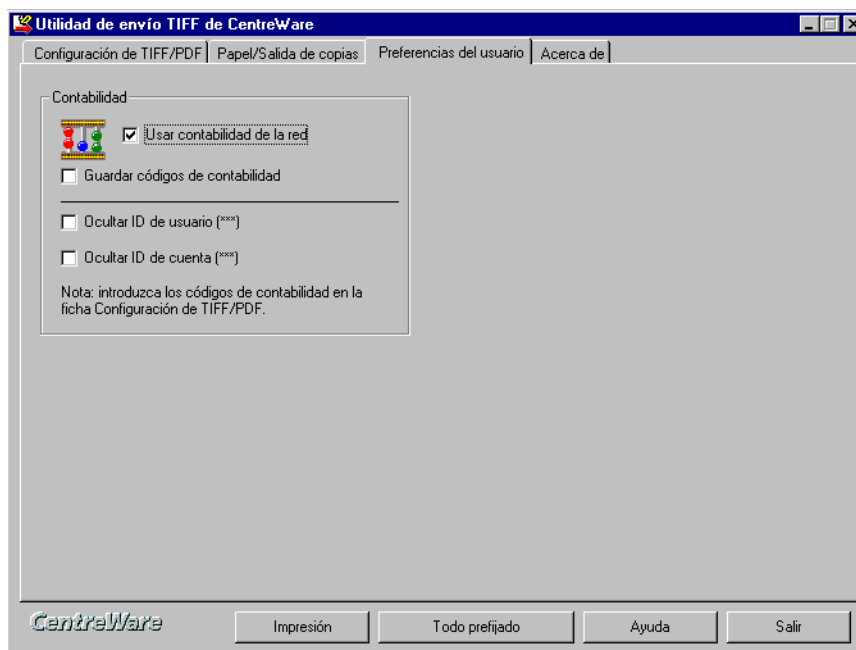 Utilidad de envío TIFF de CentreWare
Configuración de TIFF/PDF Papel/Salida de copias Preferencias del usuario Acerca de
Contabilidad
Usar contabilidad de la red
Guardar códigos de contabilidad
Ocultar ID de usuario (***)
Ocultar ID de cuenta (***)
Nota: introduzca los códigos de contabilidad en la
ficha Configuración de TIFF/PDF.
CentreWare Impresión Todo prefijado Ayuda Salir